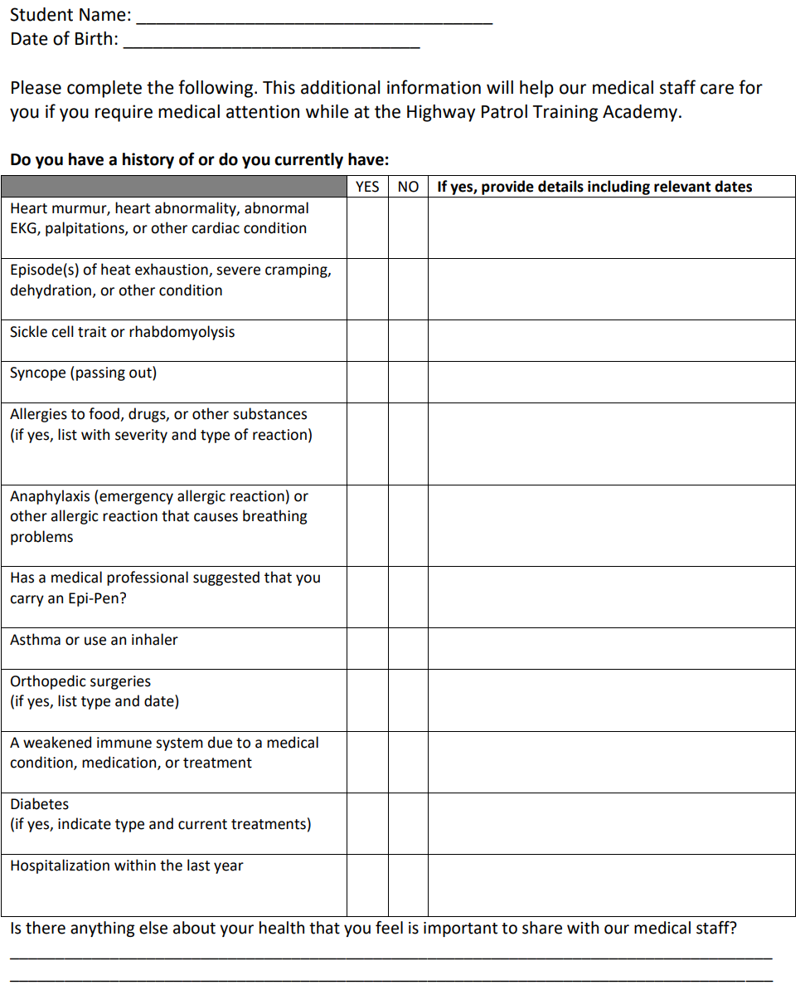 Student Name: ___________________________________
Date of Birth: ______________________________
Please complete the following. This additional information will help our medical staff care for
you if you require medical attention while at the Highway Patrol Training Academy.
Do you have a history of or do you currently have:
YES NO If yes, provide details including relevant dates
Heart murmur, heart abnormality, abnormal
EKG, palpitations, or other cardiac condition
Episode(s) of heat exhaustion, severe cramping,
dehydration, or other condition
Sickle cell trait or rhabdomyolysis
Syncope (passing out)
Allergies to food, drugs, or other substances
(if yes, list with severity and type of reaction)
Anaphylaxis (emergency allergic reaction) or
other allergic reaction that causes breathing
problems
Has a medical professional suggested that you
carry an Epi-Pen?
Asthma or use an inhaler
Orthopedic surgeries
(if yes, list type and date)
A weakened immune system due to a medical
condition, medication, or treatment
Diabetes
(if yes, indicate type and current treatments)
Hospitalization within the last year
Is there anything else about your health that you feel is important to share with our medical staff?